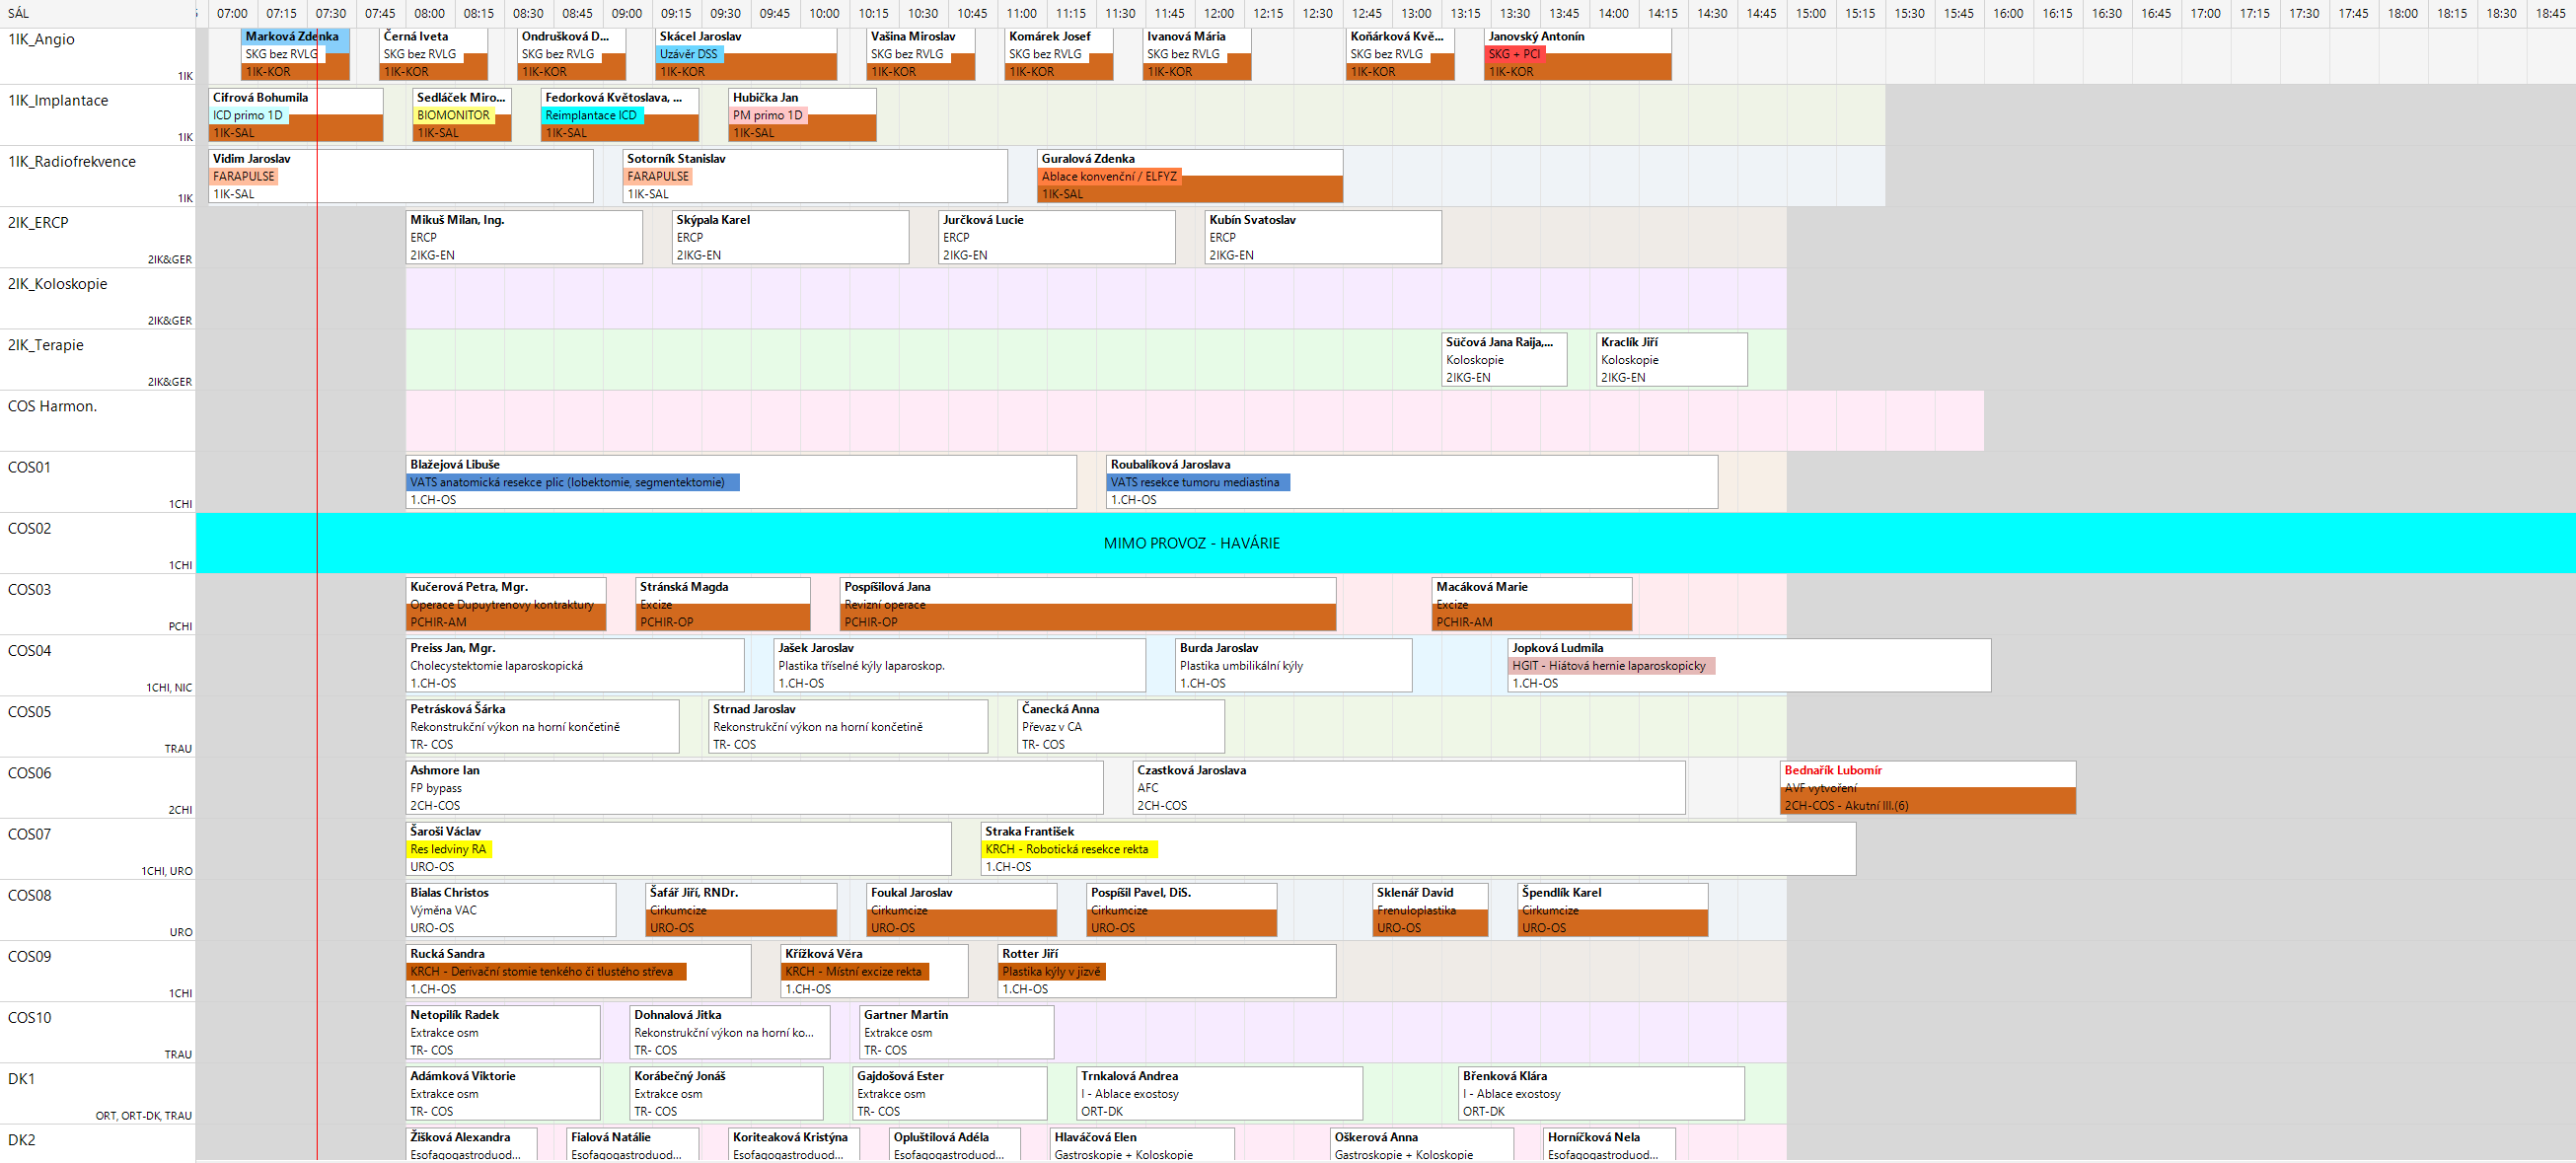 SÁL 07:00 07:15 07:30 07:45 08:00 08:15 08:30 08:45 09:00 09:15 09:30 09:45 10:00 10:15 10:30 10:45 11:00 11:15 11:30 11:45 12:00 12:15 12:30 12:45 13:00 13:15 13:30 13:45 14:00 14:15 14:30 14:45 15:00 15:15 15:30 15:45 16:00 16:15 16:30 16:45 17:00 17:15 17:30 17:45 18:00 18:15 18:30 18:45
1IK_Angio
Marková Zdenka Černá Iveta Ondrušková D... Skácel Jaroslav Vašina Miroslav Komárek Josef Ivanová Mária Koňárková Kvě... Janovský Antonín
SKG bez RVLG SKG bez RVLG SKG bez RVLG Uzávěr DSS SKG bez RVLG SKG bez RVLG SKG bez RVLG SKG bez RVLG SKG + PCI
1IK 1IK-KOR 1IK-KOR 1IK-KOR 1IK-KOR 1IK-KOR 1IK-KOR 1IK-KOR 1IK-KOR 1IK-KOR
1IK_Implantace
Cifrová Bohumila Sedláček Miro... Fedorková Květoslava, ... Hubička Jan
ICD primo 1D BIOMONITOR Reimplantace ICD PM primo 1D
1IK 1IK-SAL 1IK-SAL 1IK-SAL 1IK-SAL
1IK_Radiofrekvence
Vidim Jaroslav Sotorník Stanislav Guralová Zdenka
FARAPULSE FARAPULSE Ablace konvenční / ELFYZ
1IK 1IK-SAL 1IK-SAL 1IK-SAL
2IK_ERCP
Mikuš Milan, Ing. Skýpala Karel Jurčková Lucie Kubín Svatoslav
ERCP ERCP ERCP ERCP
2IK&GER 2IKG-EN 2IKG-EN 2IKG-EN 2IKG-EN
2IK_Koloskopie
2IK&GER
2IK_Terapie
Süčová Jana Raija,... Kraclík Jiří
Koloskopie Koloskopie
2IK&GER 2IKG-EN 2IKG-EN
COS Harmon.
COS01
Blažejová Libuše Roubalíková Jaroslava
VATS anatomická resekce plic (lobektomie, segmentektomie) VATS resekce tumoru mediastina
1CHI 1.CH-OS 1.CH-OS
COS02
MIMO PROVOZ - HAVÁRIE
1CHI
COS03
Kučerová Petra, Mgr. Stránská Magda Pospíšilová Jana Macáková Marie
Operace Dupuytrenovy kontraktury Excize Revizní operace Excize
PCHI PCHIR-AM PCHIR-OP PCHIR-OP PCHIR-AM
COS04
Preiss Jan, Mgr. Jašek Jaroslav Burda Jaroslav Jopková Ludmila
Cholecystektomie laparoskopická Plastika tříselné kýly laparoskop. Plastika umbilikální kýly HGIT - Hiátová hernie laparoskopicky
1CHI, NIC 1.CH-OS 1.CH-OS 1.CH-OS 1.CH-OS
COS05
Petrásková Šárka Strnad Jaroslav Čanecká Anna
Rekonstrukční výkon na horní končetině Rekonstrukční výkon na horní končetině Převaz v CA
TRAU TR- COS TR- COS TR- COS
COS06
Ashmore Ian Czastková Jaroslava Bednařík Lubomír
FP bypass AFC AVF vytvoření
2CHI 2CH-COS 2CH-COS 2CH-COS - Akutní III.(6)
COS07
Šaroši Václav Straka František
Res ledviny RA KRCH - Robotická resekce rekta
1CHI, URO URO-OS 1.CH-OS
COS08
Bialas Christos Šafář Jiří, RNDr. Foukal Jaroslav Pospíšil Pavel, DiS. Sklenář David Špendlík Karel
Výměna VAC Cirkumcize Cirkumcize Cirkumcize Frenuloplastika Cirkumcize
URO URO-OS URO-OS URO-OS URO-OS URO-OS URO-OS
COS09
Rucká Sandra Křížková Věra Rotter Jiří
KRCH - Derivační stomie tenkého či tlustého střeva KRCH - Místní excize rekta Plastika kýly v jizvě
1CHI 1.CH-OS 1.CH-OS 1.CH-OS
COS10
Netopilík Radek Dohnalová Jitka Gartner Martin
Extrakce osm Rekonstrukční výkon na horní ko... Extrakce osm
TRAU TR- COS TR- COS TR- COS
DK1
Adámková Viktorie Korábečný Jonáš Gajdošová Ester Trnkalová Andrea Břenková Klára
Extrakce osm Extrakce osm Extrakce osm I - Ablace exostosy I - Ablace exostosy
ORT, ORT-DK, TRAU TR- COS TR- COS TR- COS ORT-DK ORT-DK
DK2
Žišková Alexandra Fialová Natálie Koriteaková Kristýna Opluštilová Adéla Hlaváčová Elen Oškerová Anna Horníčková Nela
Esofagogastroduod... Esofagogastroduod... Esofagogastroduod... Esofagogastroduod... Gastroskopie + Koloskopie Gastroskopie + Koloskopie Esofagogastroduod...